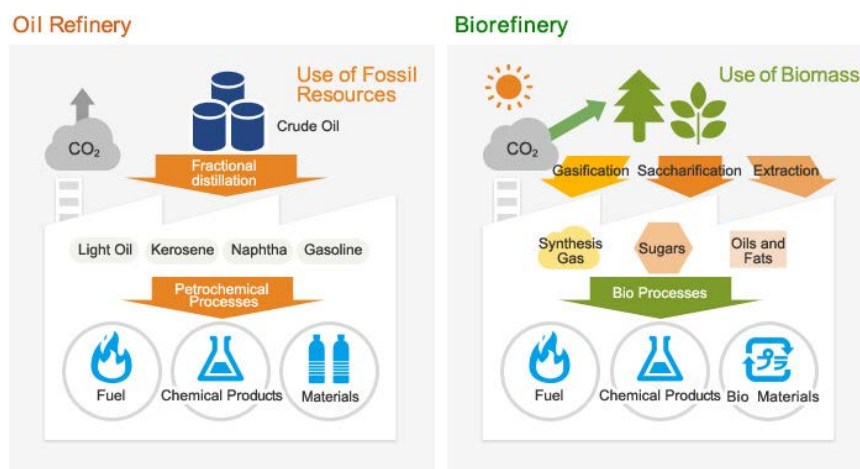 Oil Refinery
Use of Fossil
Resources
Crude Oil
CO₂
Fractional
distillation
Light Oil
Kerosene
Naphtha
Gasoline
Petrochemical
Processes
Fuel
Chemical Products
Materials
Biorefinery
Use of Biomass
CO₂
Gasification
Saccharification
Extraction
Synthesis
Gas
Sugars
Oils and
Fats
Bio Processes
プラ
Fuel
Chemical Products
Bio Materials